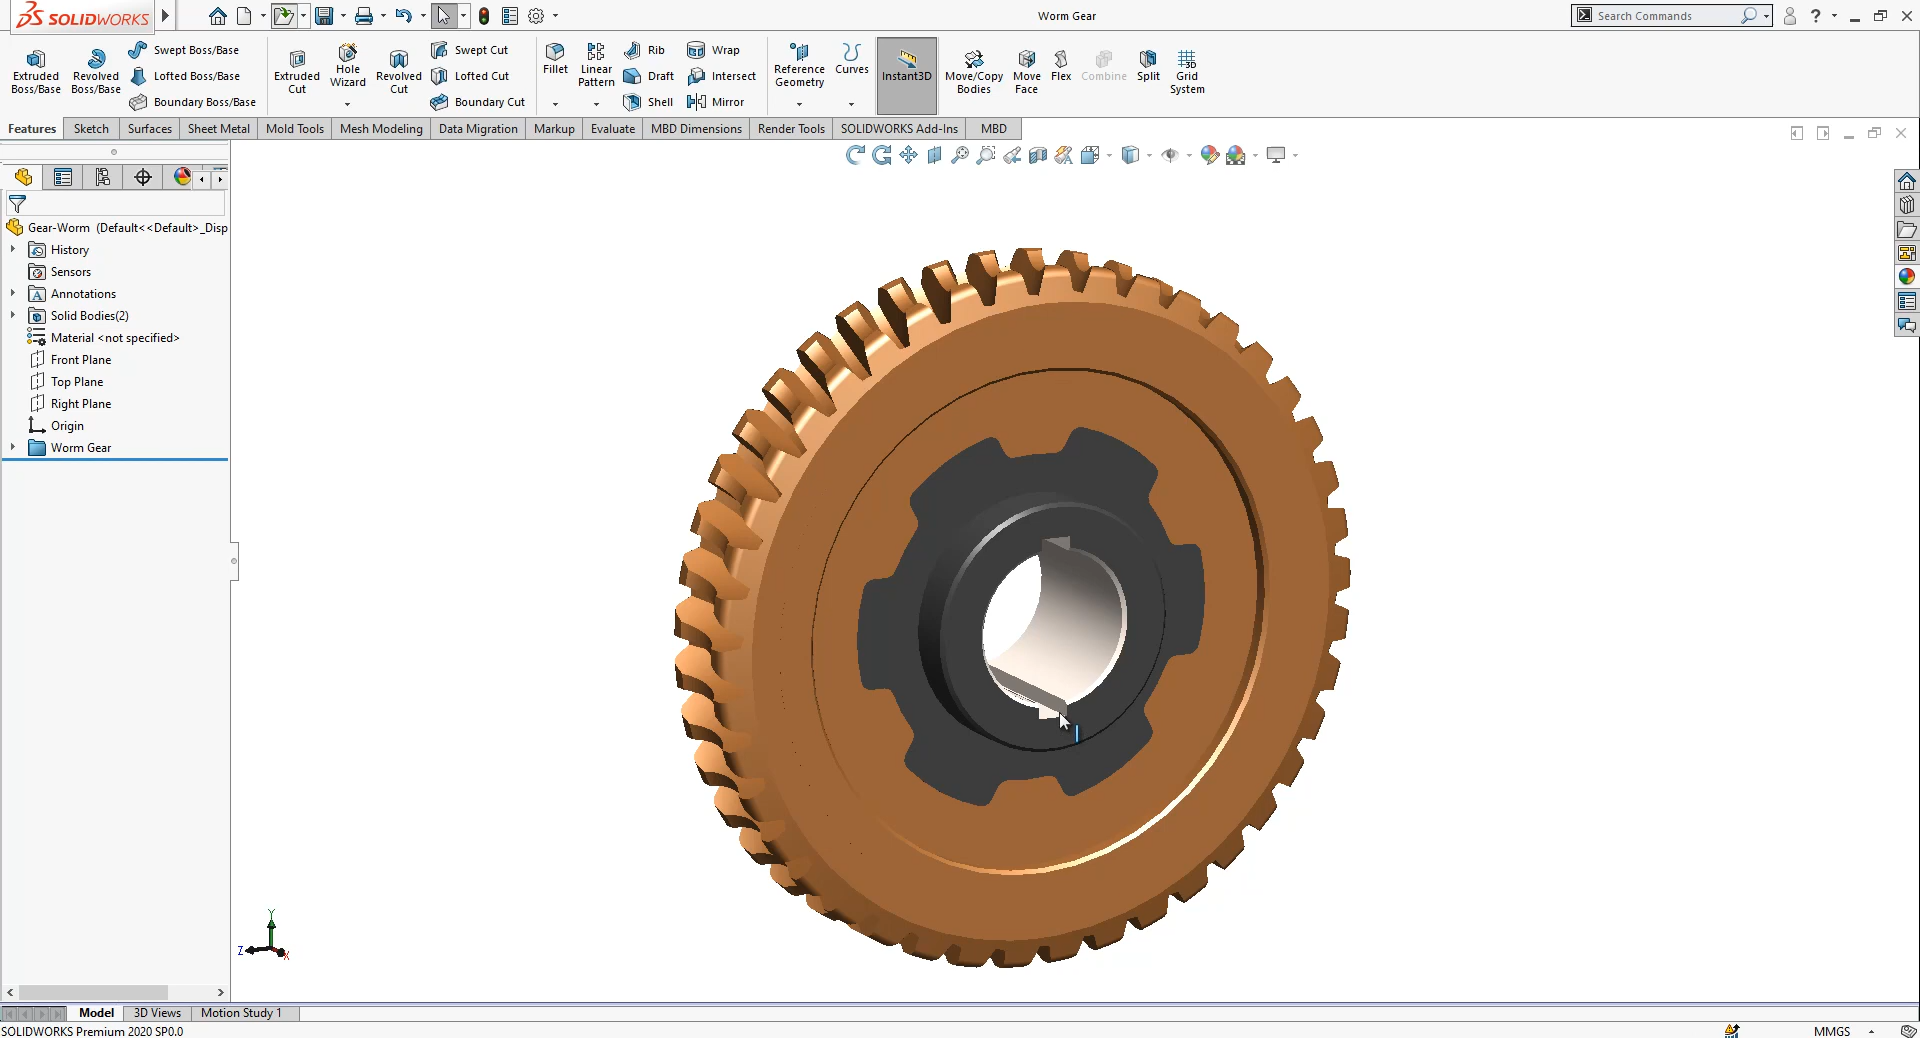 SOLIDWORKS
Worm Gear
Search Commands
Extruded Boss/Base
Revolved Boss/Base
Swept Boss/Base
Lofted Boss/Base
Boundary Boss/Base
Extruded Cut
Hole Wizard
Revolved Cut
Swept Cut
Lofted Cut
Boundary Cut
Fillet
Linear Pattern
Rib
Draft
Shell
Wrap
Intersect
Mirror
Reference Geometry
Curves
Instant3D
Move/Copy Bodies
Move Face
Flex
Combine
Split
Grid System
Features
Sketch
Surfaces
Sheet Metal
Mold Tools
Mesh Modeling
Data Migration
Markup
Evaluate
MBD Dimensions
Render Tools
SOLIDWORKS Add-Ins
MBD
Gear-Worm (Default<<Default>_Disp
History
Sensors
Annotations
Solid Bodies(2)
Material <not specified>
Front Plane
Top Plane
Right Plane
Origin
Worm Gear
Y
Z
X
Model
3D Views
Motion Study 1
SOLIDWORKS Premium 2020 SP0.0
MMGS